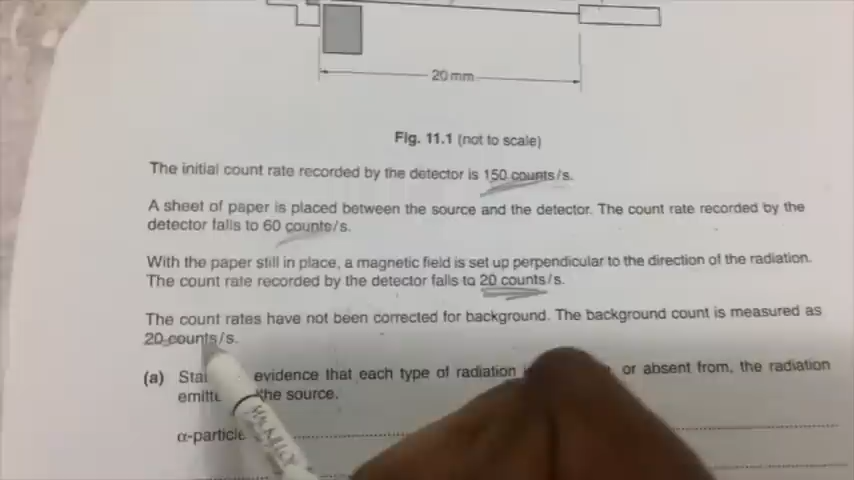 20 mm
Fig. 11.1 (not to scale)
The initial count rate recorded by the detector is 150 counts/s.
A sheet of paper is placed between the source and the detector. The count rate recorded by the
detector falls to 60 counts/s.
With the paper still in place, a magnetic field is set up perpendicular to the direction of the radiation.
The count rate recorded by the detector falls to 20 counts/s.
The count rates have not been corrected for background. The background count is measured as
20 counts/s.
(a) evidence that each type of radiation or absent from, the radiation
the source.
α-particle